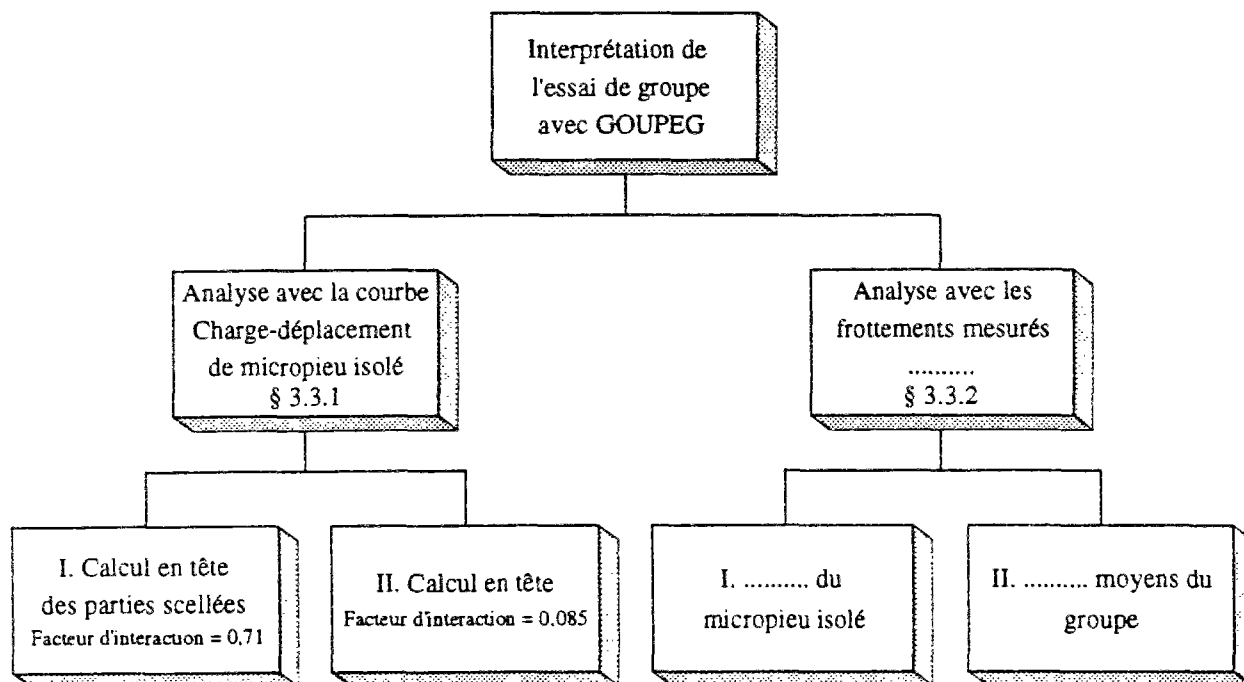 Interprétation de
l'essai de groupe
avec GOUPEG
Analyse avec la courbe
Charge-déplacement
de micropieu isolé
§ 3.3.1
Analyse avec les
frottements mesurés
..........
§ 3.3.2
I. Calcul en tête
des parties scellées
Facteur d'interaction = 0,71
II. Calcul en tête
Facteur d'interaction = 0.085
I. .......... du
micropieu isolé
II. .......... moyens du
groupe